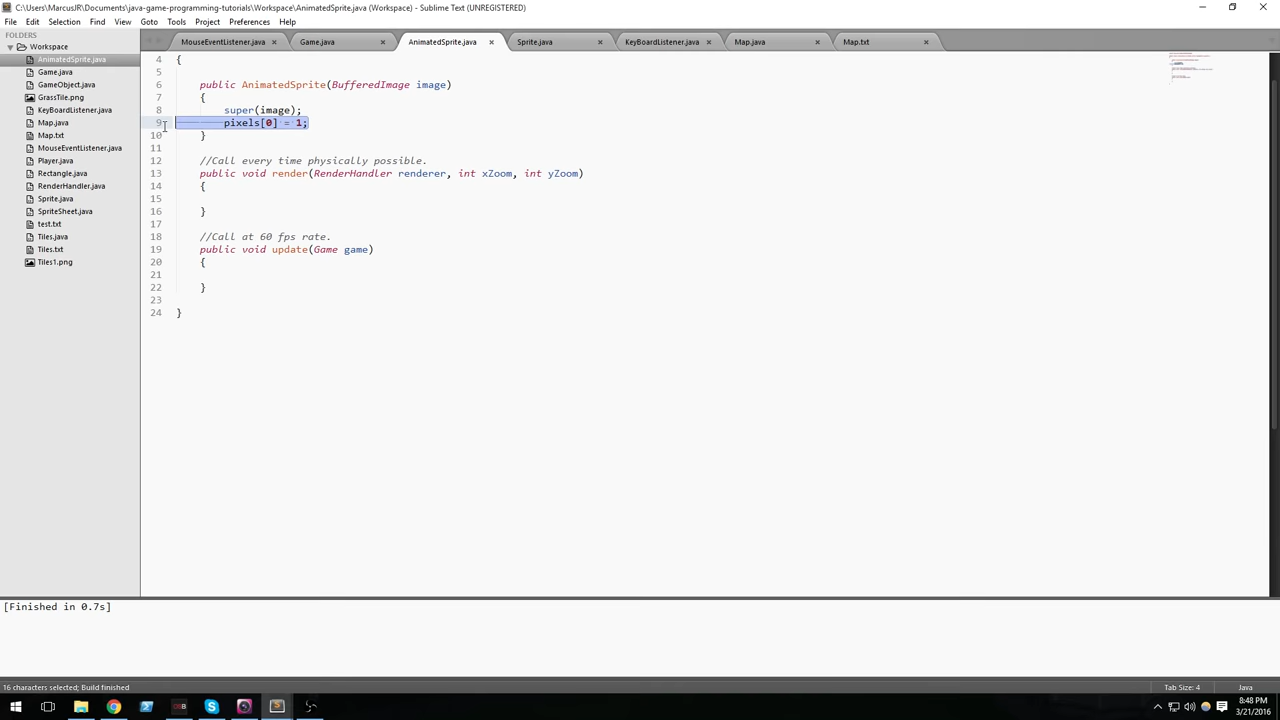 C:\Users\MarcusJR\Documents\java-game-programming-tutorials\Workspace\AnimatedSprite.java (Workspace) - Sublime Text (UNREGISTERED)
File Edit Selection Find View Goto Tools Project Preferences Help
FOLDERS
Workspace
AnimatedSprite.java
Game.java
GameObject.java
GrassTile.png
KeyBoardListener.java
Map.java
Map.txt
MouseEventListener.java
Player.java
Rectangle.java
RenderHandler.java
Sprite.java
SpriteSheet.java
test.txt
Tiles.java
Tiles.txt
Tiles1.png
MouseEventListener.java Game.java AnimatedSprite.java Sprite.java KeyBoardListener.java Map.java Map.txt
4 {
5
6 public AnimatedSprite(BufferedImage image)
7 {
8 super(image);
9 pixels[0] = 1;
10 }
11
12 //Call every time physically possible.
13 public void render(RenderHandler renderer, int xZoom, int yZoom)
14 {
15
16 }
17
18 //Call at 60 fps rate.
19 public void update(Game game)
20 {
21
22 }
23
24 }
[Finished in 0.7s]
16 characters selected; Build finished Tab Size: 4 Java
8:48 PM
3/21/2016